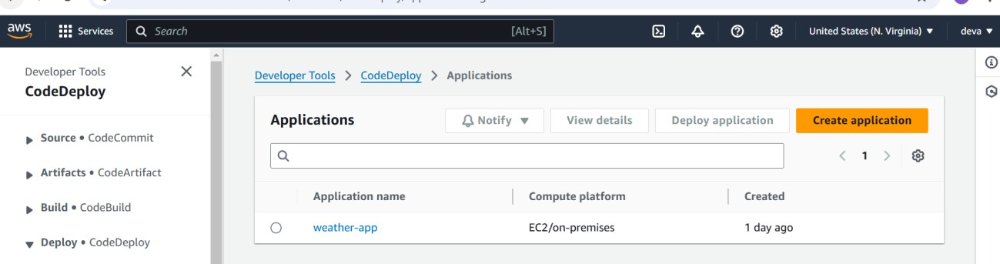 aws
Services
Search [Alt+S]
United States (N. Virginia) ▼
deva ▼
Developer Tools
CodeDeploy
Source • CodeCommit
Artifacts • CodeArtifact
Build • CodeBuild
Deploy • CodeDeploy
Developer Tools > CodeDeploy > Applications
Applications
Notify ▼
View details
Deploy application
Create application
1
Application name Compute platform Created
weather-app EC2/on-premises 1 day ago